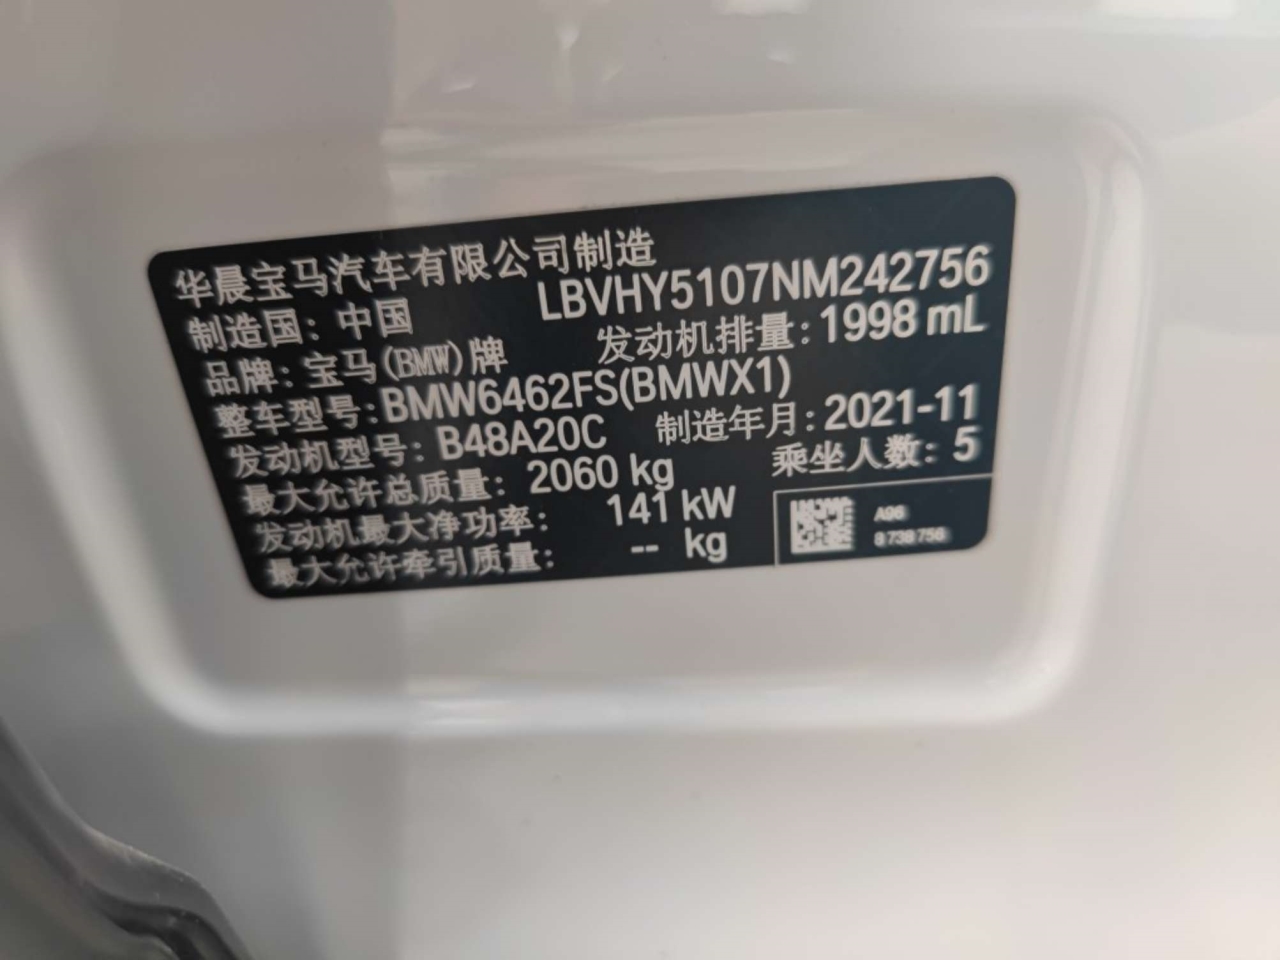 华晨宝马汽车有限公司制造
制造国：中国 LBVHY5107NM242756
品牌：宝马(BMW)牌 发动机排量：1998 mL
整车型号：BMW6462FS(BMWX1)
发动机型号：B48A20C 制造年月：2021-11
最大允许总质量：2060 kg 乘坐人数：5
发动机最大净功率：141 kW
最大允许牵引质量：-- kg
A96
8738756